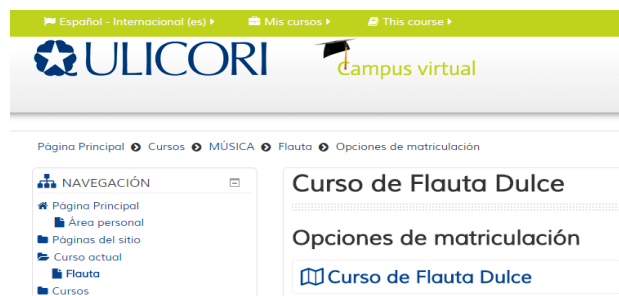 Español - Internacional (es) Mis cursos This course
ULICORI Campus virtual
Página Principal Cursos MÚSICA Flauta Opciones de matriculación
NAVEGACIÓN
Página Principal
Área personal
Páginas del sitio
Curso actual
Flauta
Cursos
Curso de Flauta Dulce
Opciones de matriculación
Curso de Flauta Dulce